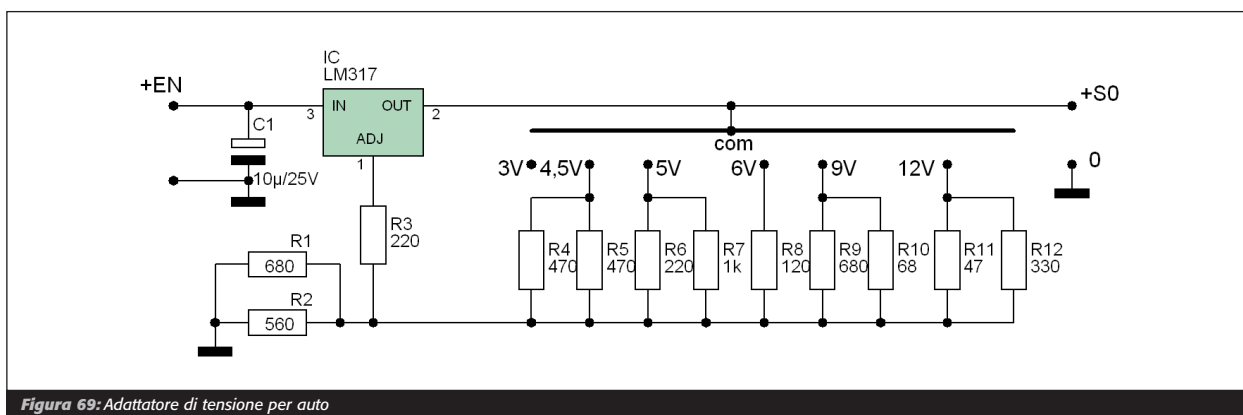 IC
LM317
+EN
IN OUT
3
2
ADJ
1
C1
10µ/25V
+S0
com
3V 4,5V 5V 6V 9V 12V
0
R1
680
R2
560
R3
220
R4
470
R5
470
R6
220
R7
1k
R8
120
R9
680
R10
68
R11
47
R12
330
Figura 69: Adattatore di tensione per auto